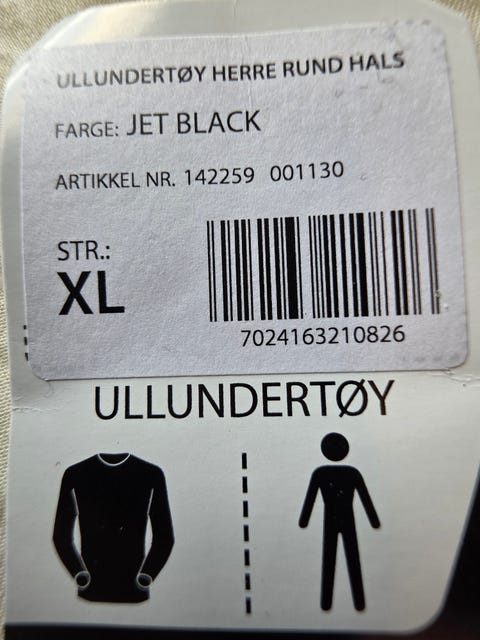 ULLUNDERTØY HERRE RUND HALS
FARGE: JET BLACK
ARTIKKEL NR. 142259 001130
STR.:
XL
7024163210826
ULLUNDERTØY